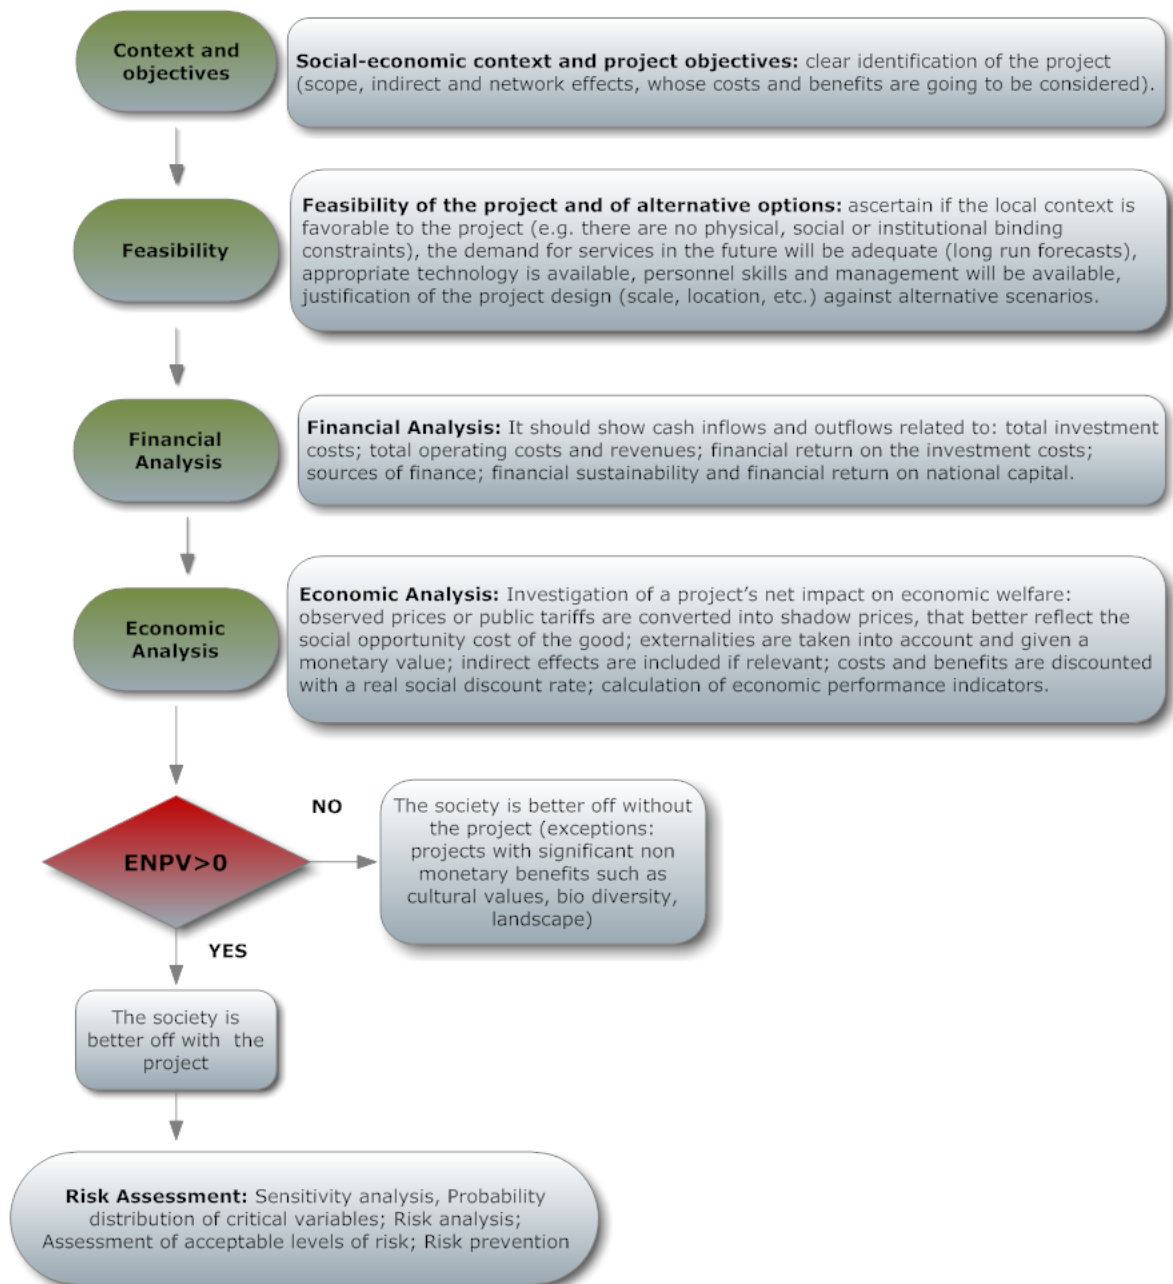 Context and
objectives
Social-economic context and project objectives: clear identification of the project
(scope, indirect and network effects, whose costs and benefits are going to be considered).
Feasibility
Feasibility of the project and of alternative options: ascertain if the local context is
favorable to the project (e.g. there are no physical, social or institutional binding
constraints), the demand for services in the future will be adequate (long run forecasts),
appropriate technology is available, personnel skills and management will be available,
justification of the project design (scale, location, etc.) against alternative scenarios.
Financial
Analysis
Financial Analysis: It should show cash inflows and outflows related to: total investment
costs; total operating costs and revenues; financial return on the investment costs;
sources of finance; financial sustainability and financial return on national capital.
Economic
Analysis
Economic Analysis: Investigation of a project's net impact on economic welfare:
observed prices or public tariffs are converted into shadow prices, that better reflect the
social opportunity cost of the good; externalities are taken into account and given a
monetary value; indirect effects are included if relevant; costs and benefits are discounted
with a real social discount rate; calculation of economic performance indicators.
ENPV>0
NO
The society is better off without
the project (exceptions:
projects with significant non
monetary benefits such as
cultural values, bio diversity,
landscape)
YES
The society is
better off with the
project
Risk Assessment: Sensitivity analysis, Probability
distribution of critical variables; Risk analysis;
Assessment of acceptable levels of risk; Risk prevention